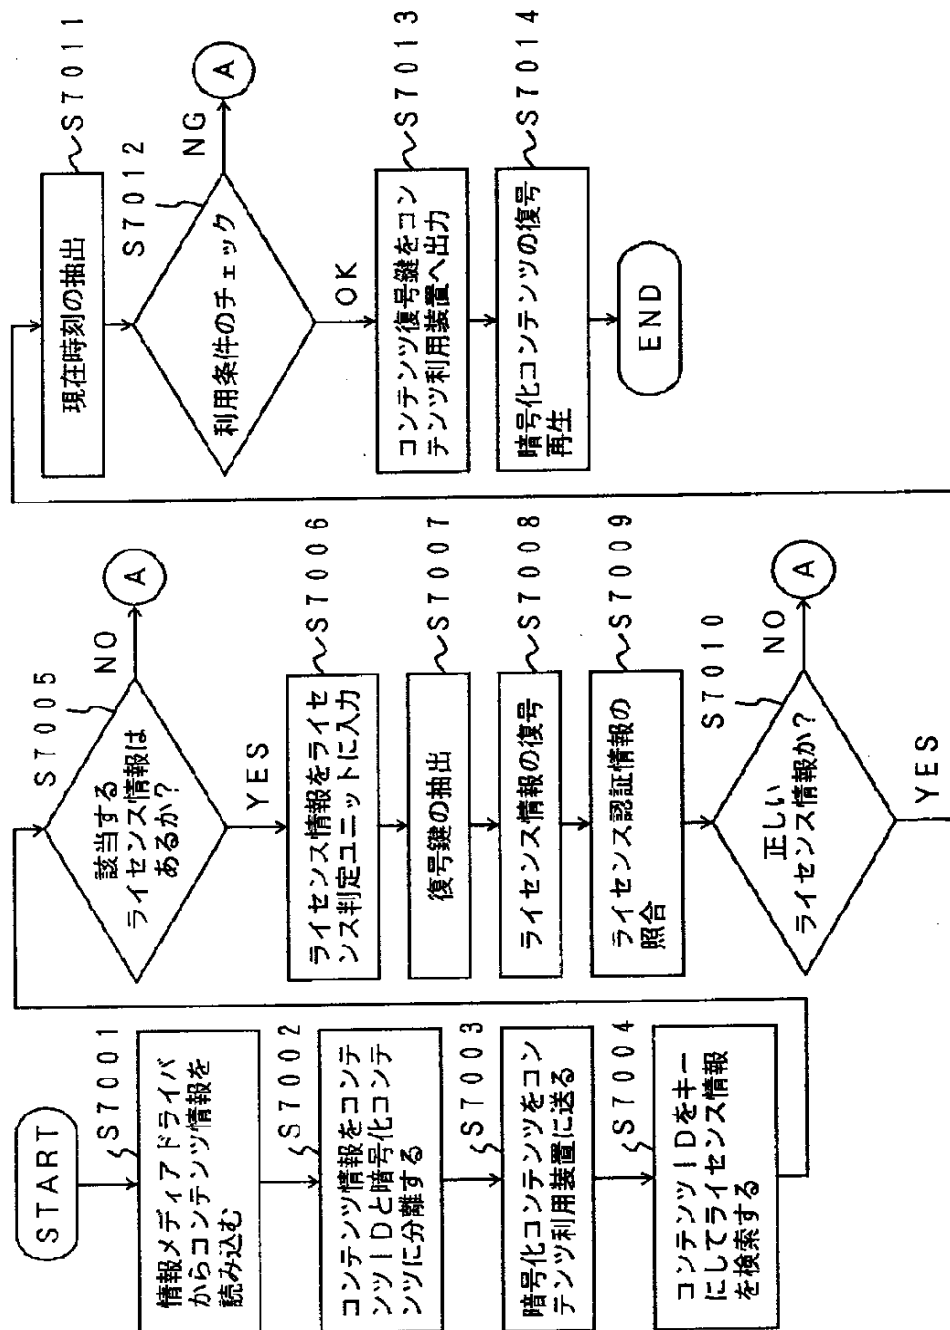 START
S7001
情報メディアドライバ
からコンテンツ情報を
読み込む
S7002
コンテンツ情報をコンテ
ンツIDと暗号化コンテ
ンツに分離する
S7003
暗号化コンテンツをコン
テンツ利用装置に送る
S7004
コンテンツIDをキー
にしてライセンス情報
を検索する
S7005
該当する
ライセンス情報は
あるか?
NO
A
YES
S7006
ライセンス情報をライセ
ンス判定ユニットに入力
S7007
復号鍵の抽出
S7008
ライセンス情報の復号
S7009
ライセンス認証情報の
照合
S7010
正しい
ライセンス情報か?
NO
A
YES
S7011
現在時刻の抽出
S7012
利用条件のチェック
NG
A
OK
S7013
コンテンツ復号鍵をコン
テンツ利用装置へ出力
S7014
暗号化コンテンツの復号
再生
END